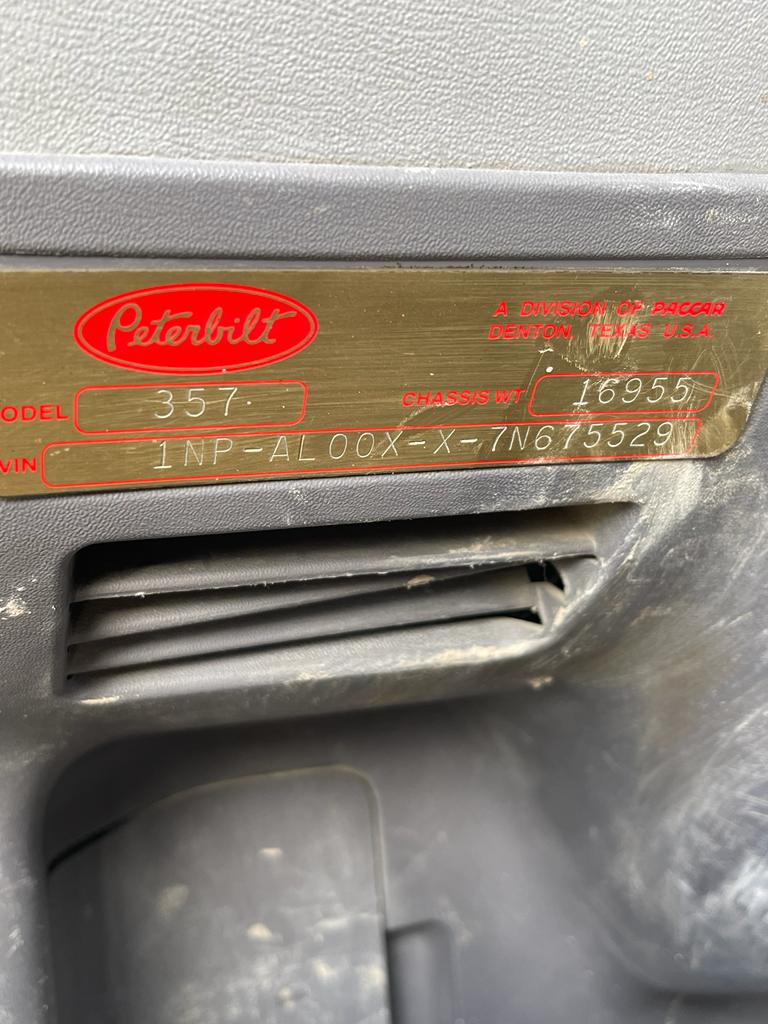 Peterbilt
A DIVISION OF PACCAR
DENTON, TEXAS U.S.A.
ODEL 357
CHASSIS WT 16955
VIN 1NP-AL00X-X-7N675529